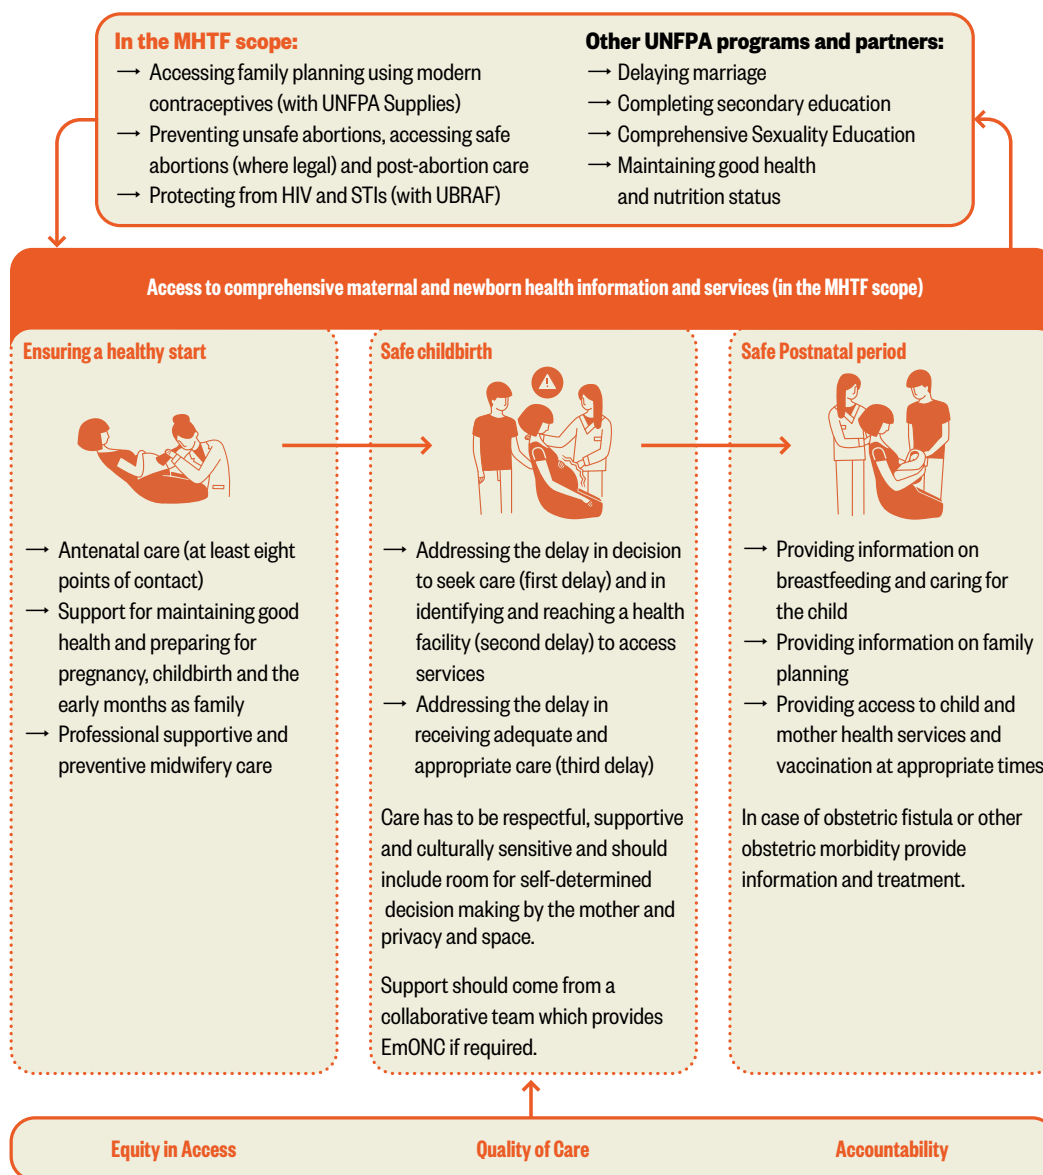 In the MHTF scope:
→ Accessing family planning using modern
contraceptives (with UNFPA Supplies)
→ Preventing unsafe abortions, accessing safe
abortions (where legal) and post-abortion care
→ Protecting from HIV and STIs (with UBRAF)
Other UNFPA programs and partners:
→ Delaying marriage
→ Completing secondary education
→ Comprehensive Sexuality Education
→ Maintaining good health
and nutrition status
Access to comprehensive maternal and newborn health information and services (in the MHTF scope)
Ensuring a healthy start
→ Antenatal care (at least eight
points of contact)
→ Support for maintaining good
health and preparing for
pregnancy, childbirth and the
early months as family
→ Professional supportive and
preventive midwifery care
Safe childbirth
→ Addressing the delay in decision
to seek care (first delay) and in
identifying and reaching a health
facility (second delay) to access
services
→ Addressing the delay in
receiving adequate and
appropriate care (third delay)
Care has to be respectful, supportive
and culturally sensitive and should
include room for self-determined
decision making by the mother and
privacy and space.
Support should come from a
collaborative team which provides
EmONC if required.
Safe Postnatal period
→ Providing information on
breastfeeding and caring for
the child
→ Providing information on family
planning
→ Providing access to child and
mother health services and
vaccination at appropriate times
In case of obstetric fistula or other
obstetric morbidity provide
information and treatment.
Equity in Access
Quality of Care
Accountability